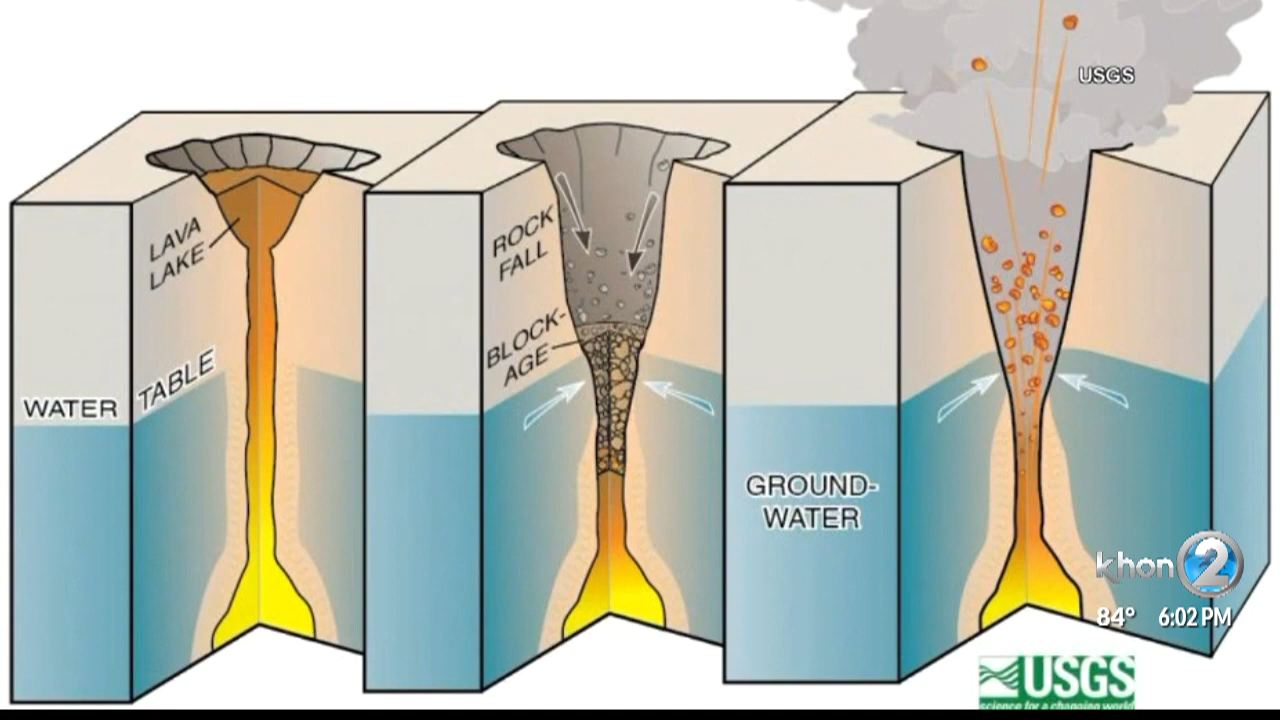 USGS
LAVA
LAKE
WATER TABLE
ROCK
FALL
BLOCK-
AGE
GROUND-
WATER
khon 2
84° 6:02 PM
USGS
science for a changing world